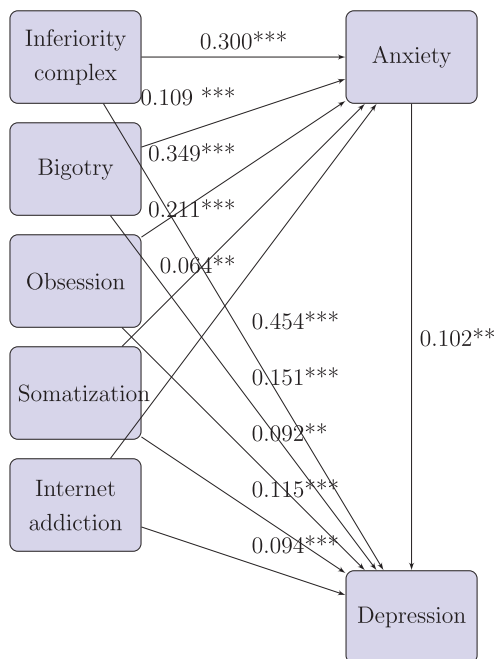 Inferiority
complex
0.300***
Anxiety
0.109 ***
Bigotry
0.349***
0.211***
Obsession
0.064**
0.454***
0.102**
0.151***
Somatization
0.092**
Internet
addiction
0.115***
0.094***
Depression